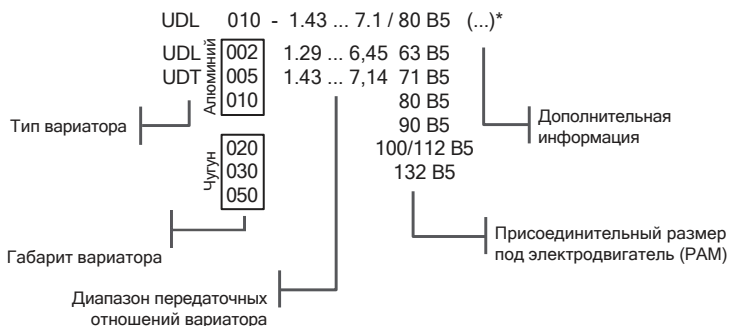 UDL 010 - 1.43 ... 7.1 / 80 B5 (...)*
UDL 002 1.29 ... 6,45 63 B5
UDT 005 1.43 ... 7,14 71 B5
010 80 B5
90 B5
020 100/112 B5
030 132 B5
050
Алюминий
Чугун
Тип вариатора
Дополнительная
информация
Габарит вариатора
Присоединительный размер
под электродвигатель (PAM)
Диапазон передаточных
отношений вариатора